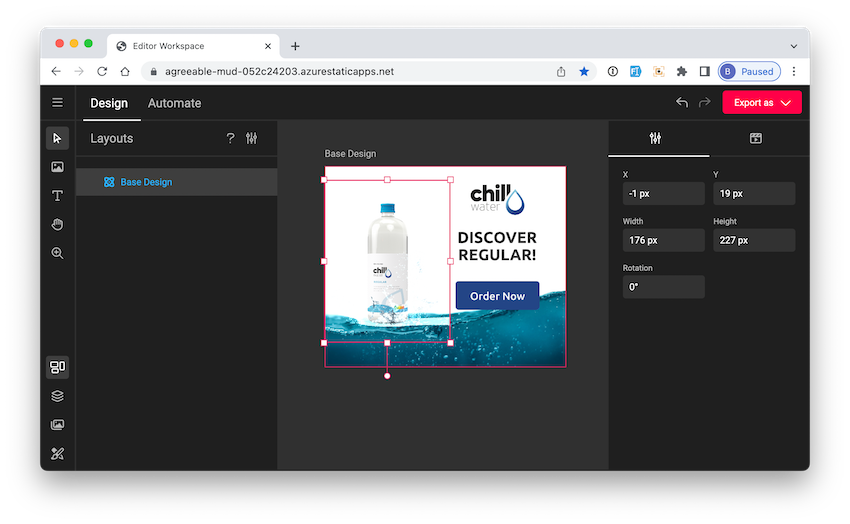 Editor Workspace
agreeable-mud-052c24203.azurestaticapps.net
B Paused
Design Automate
Export as
Layouts
?
Base Design
Base Design
chill
water
DISCOVER
REGULAR!
Order Now
chill
X Y
-1 px 19 px
Width Height
176 px 227 px
Rotation
0°